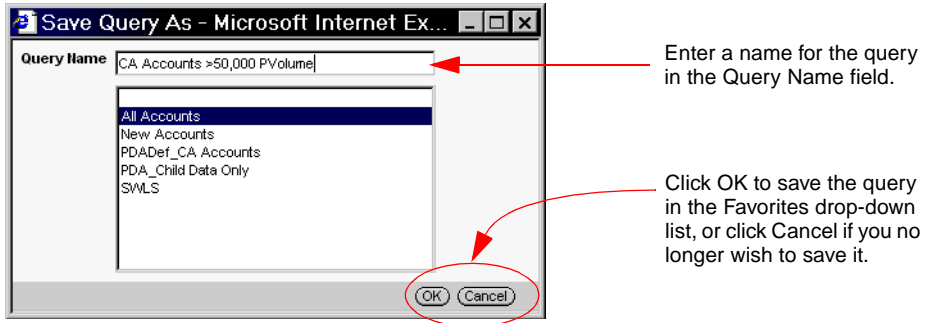 Save Query As - Microsoft Internet Ex...
Query Name
CA Accounts >50,000 PVolume
All Accounts
New Accounts
PDADef_CA Accounts
PDA_Child Data Only
SWLS
OK
Cancel
Enter a name for the query
in the Query Name field.
Click OK to save the query
in the Favorites drop-down
list, or click Cancel if you no
longer wish to save it.